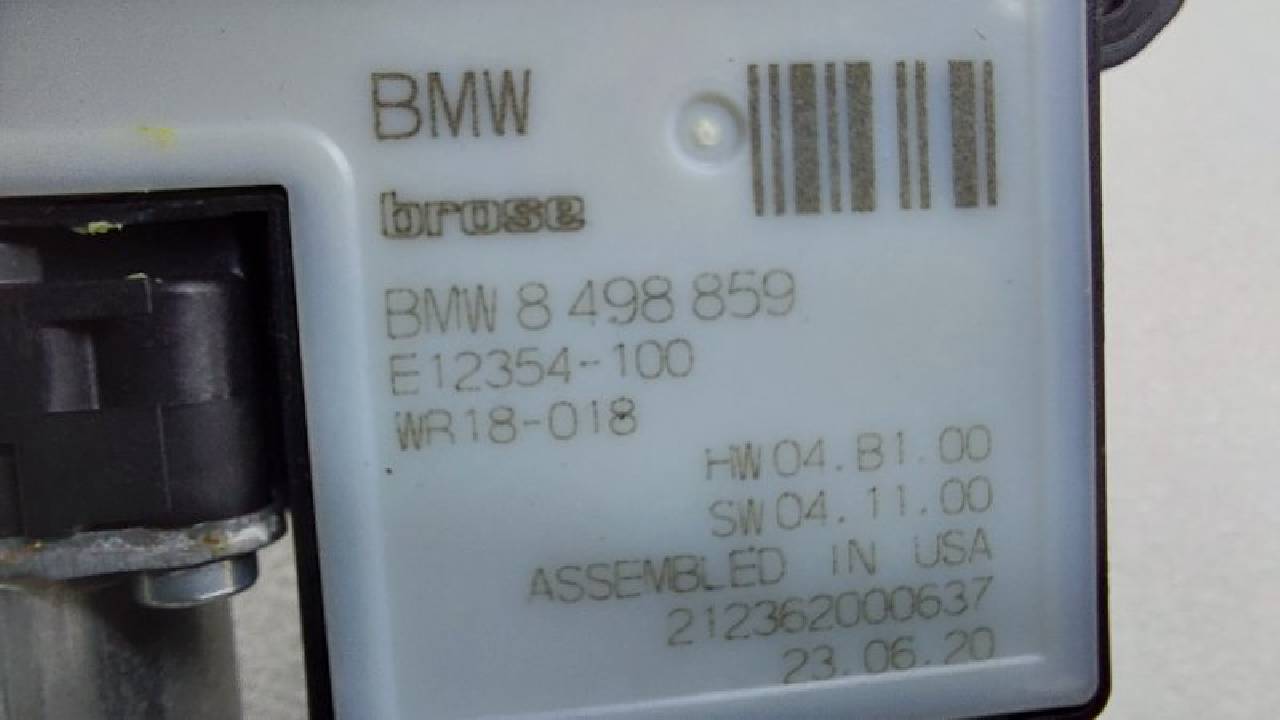 BMW
brose
BMW 8 498 859
E12354-100
WR18-018
HW 04.B1.00
SW 04.11.00
ASSEMBLED IN USA
212362000637
23.06.20